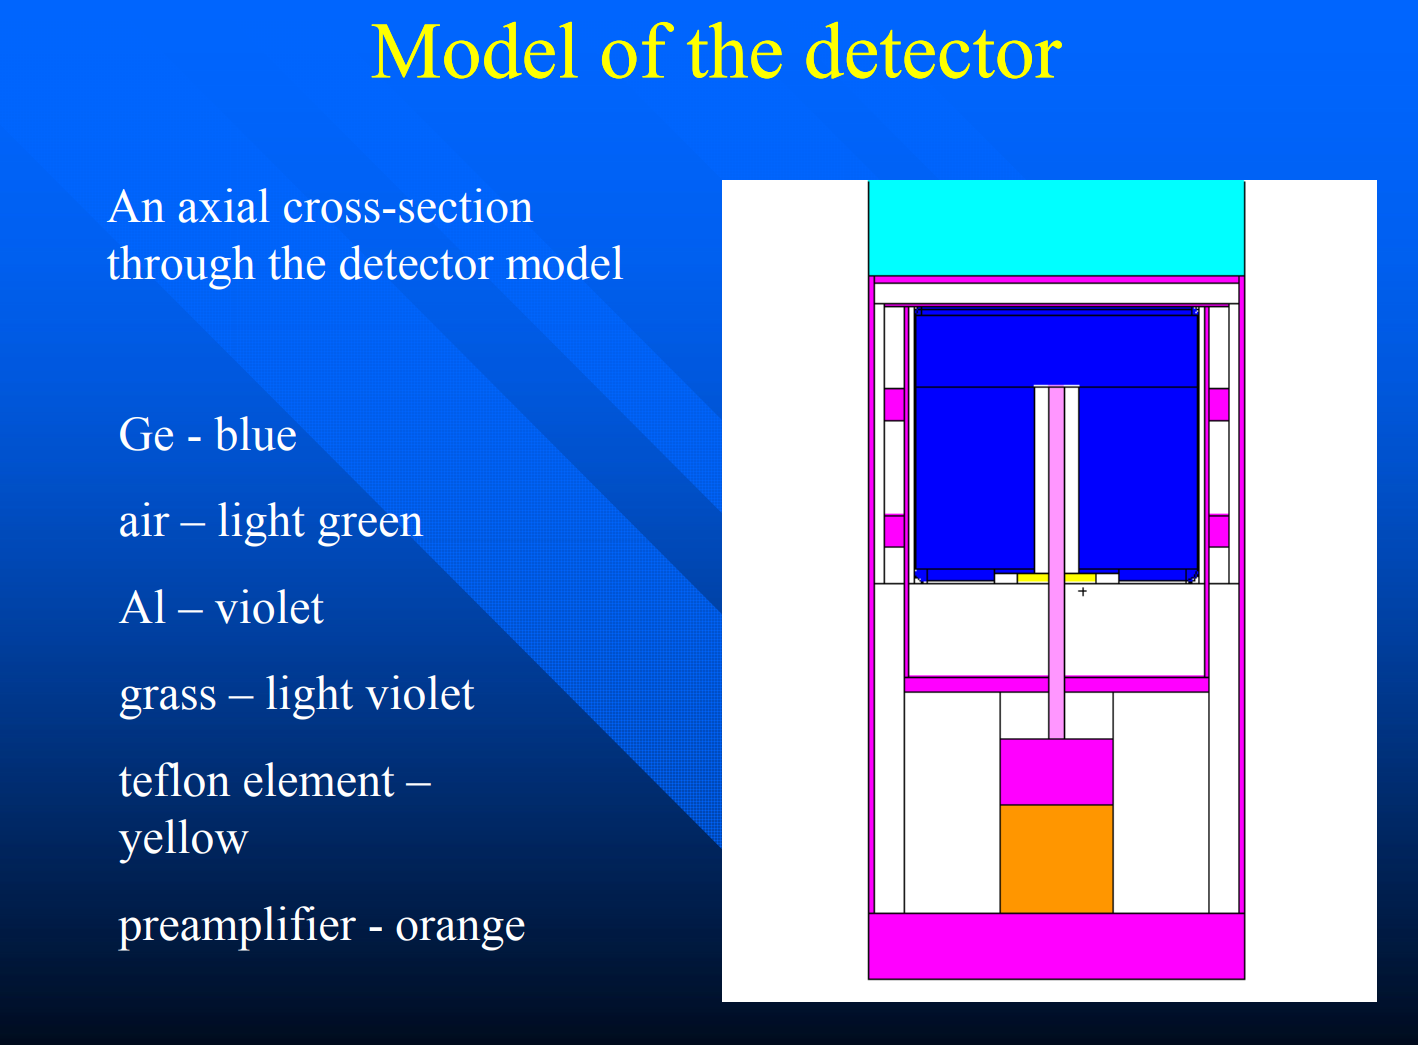 Model of the detector
An axial cross-section
through the detector model
Ge - blue
air – light green
Al – violet
grass – light violet
teflon element –
yellow
preamplifier - orange